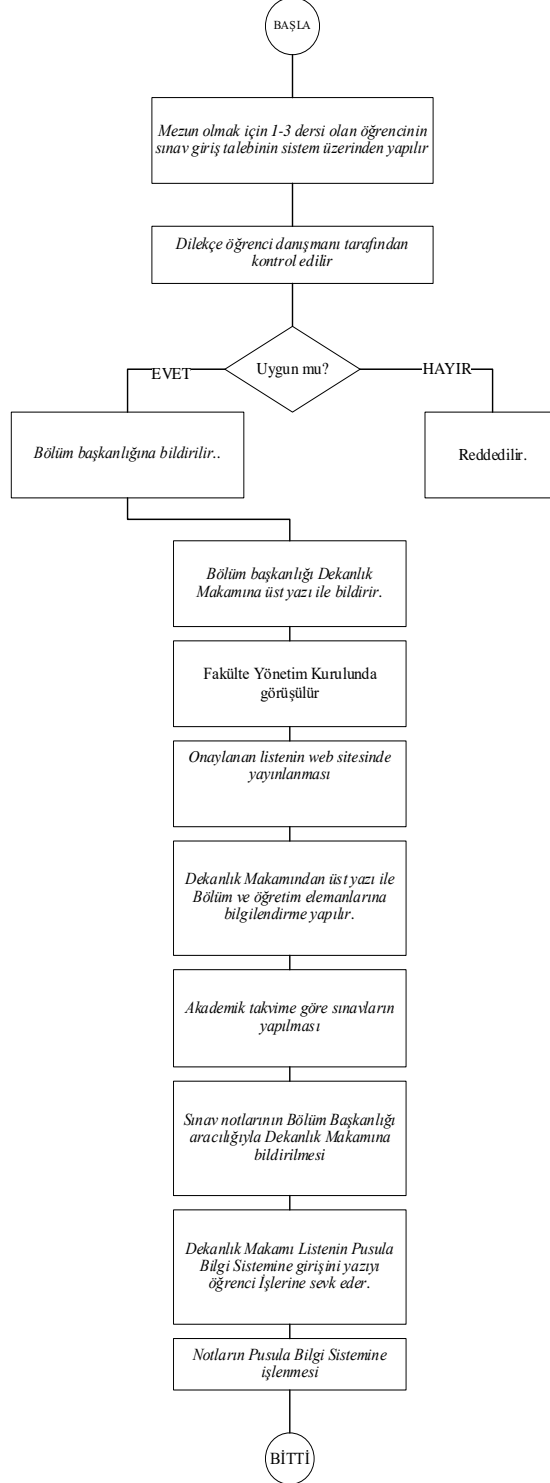 BAŞLA
Mezun olmak için 1-3 dersi olan öğrencinin
sınav giriş talebinin sistem üzerinden yapılır
Dilekçe öğrenci danışmanı tarafından
kontrol edilir
Uygun mu?
EVET
HAYIR
Bölüm başkanlığına bildirilir..
Reddedilir.
Bölüm başkanlığı Dekanlık
Makamına üst yazı ile bildirir.
Fakülte Yönetim Kurulunda
görüşülür
Onaylanan listenin web sitesinde
yayınlanması
Dekanlık Makamından üst yazı ile
Bölüm ve öğretim elemanlarına
bilgilendirme yapılır.
Akademik takvime göre sınavların
yapılması
Sınav notlarının Bölüm Başkanlığı
aracılığıyla Dekanlık Makamına
bildirilmesi
Dekanlık Makamı Listenin Pusula
Bilgi Sistemine girişini yazıyı
öğrenci İşlerine sevk eder.
Notların Pusula Bilgi Sistemine
işlenmesi
BİTTİ